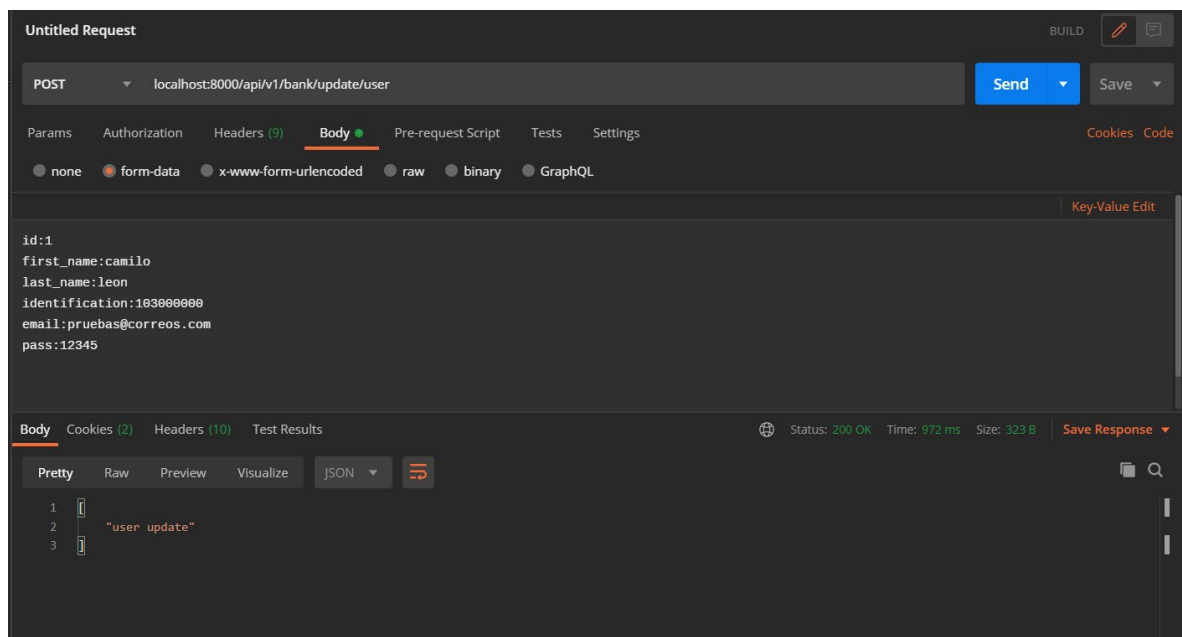 Untitled Request BUILD
POST localhost:8000/api/v1/bank/update/user Send Save
Params Authorization Headers (9) Body Pre-request Script Tests Settings Cookies Code
none form-data x-www-form-urlencoded raw binary GraphQL
Key-Value Edit
id:1
first_name:camilo
last_name:leon
identification:103000000
email:pruebas@correos.com
pass:12345
Body Cookies (2) Headers (10) Test Results Status: 200 OK Time: 972 ms Size: 323 B Save Response
Pretty Raw Preview Visualize JSON
1 [
2 "user update"
3 ]